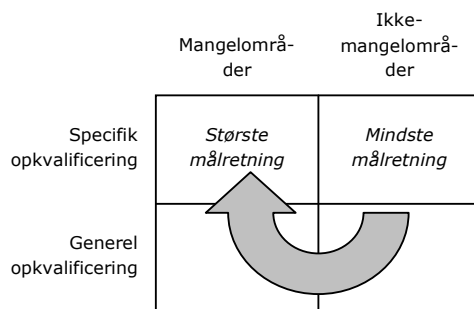 Mangelområ-
der
Ikke-
mangelområ-
der
Specifik
opkvalificering
Største
målretning
Mindste
målretning
Generel
opkvalificering